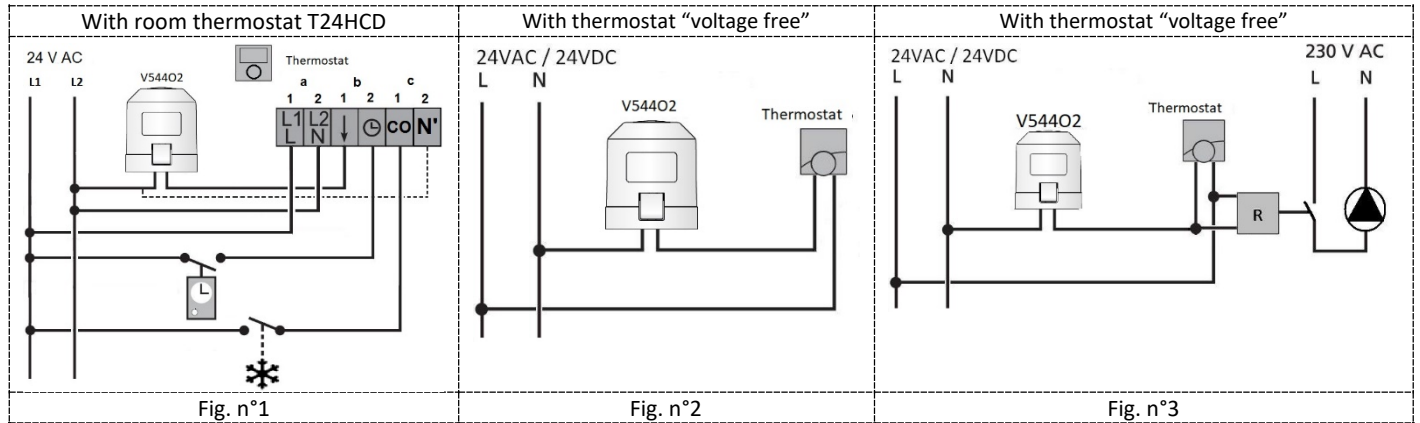 With room thermostat T24HCD
24 V AC
L1 L2
V544O2
Thermostat
a b c
1 2 1 2 1 2
L1 L2 CO N'
L N
Fig. n°1
With thermostat “voltage free”
24VAC / 24VDC
L N
V544O2
Thermostat
Fig. n°2
With thermostat “voltage free”
24VAC / 24VDC
L N
230 V AC
L N
Thermostat
V544O2
R
Fig. n°3